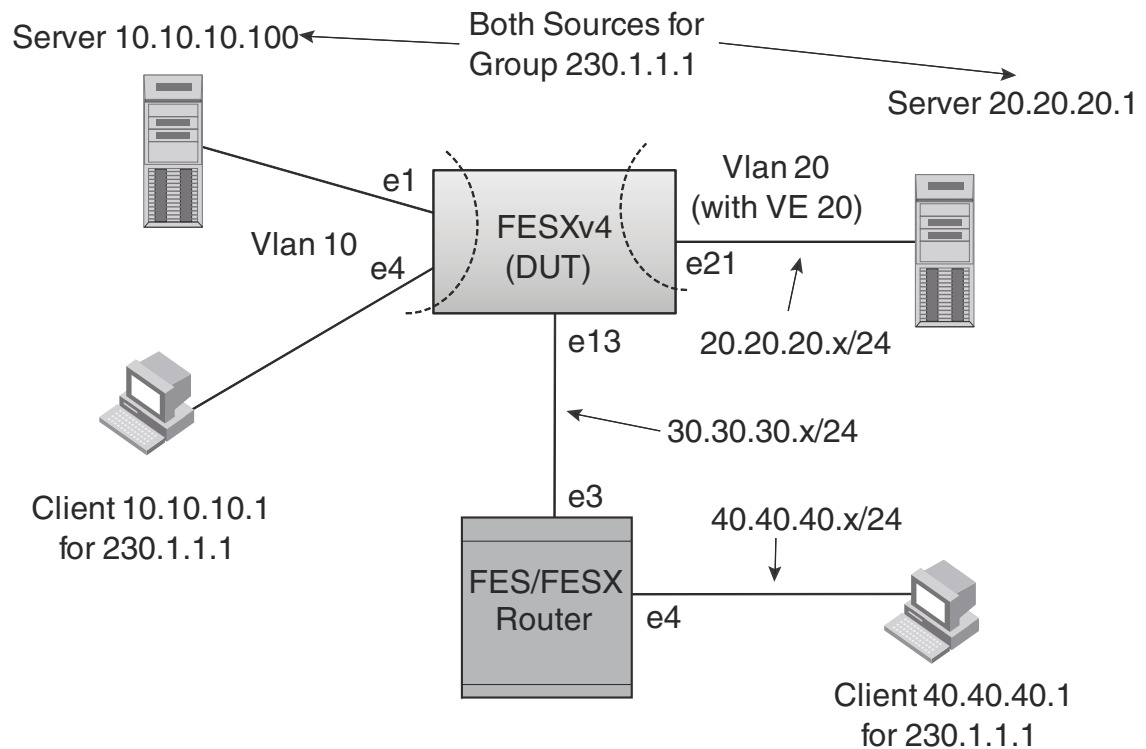 Server 10.10.10.100
Both Sources for
Group 230.1.1.1
Server 20.20.20.1
Vlan 20
(with VE 20)
e1
FESXv4
(DUT)
Vlan 10
e4
e21
e13
20.20.20.x/24
30.30.30.x/24
Client 10.10.10.1
for 230.1.1.1
e3
40.40.40.x/24
FES/FESX
Router
e4
Client 40.40.40.1
for 230.1.1.1